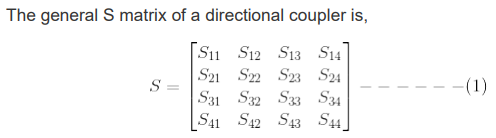 The general S matrix of a directional coupler is,
S11 S12 S13 S14
S21 S22 S23 S24
S = - - - - - -(1)
S31 S32 S33 S34
S41 S42 S43 S44